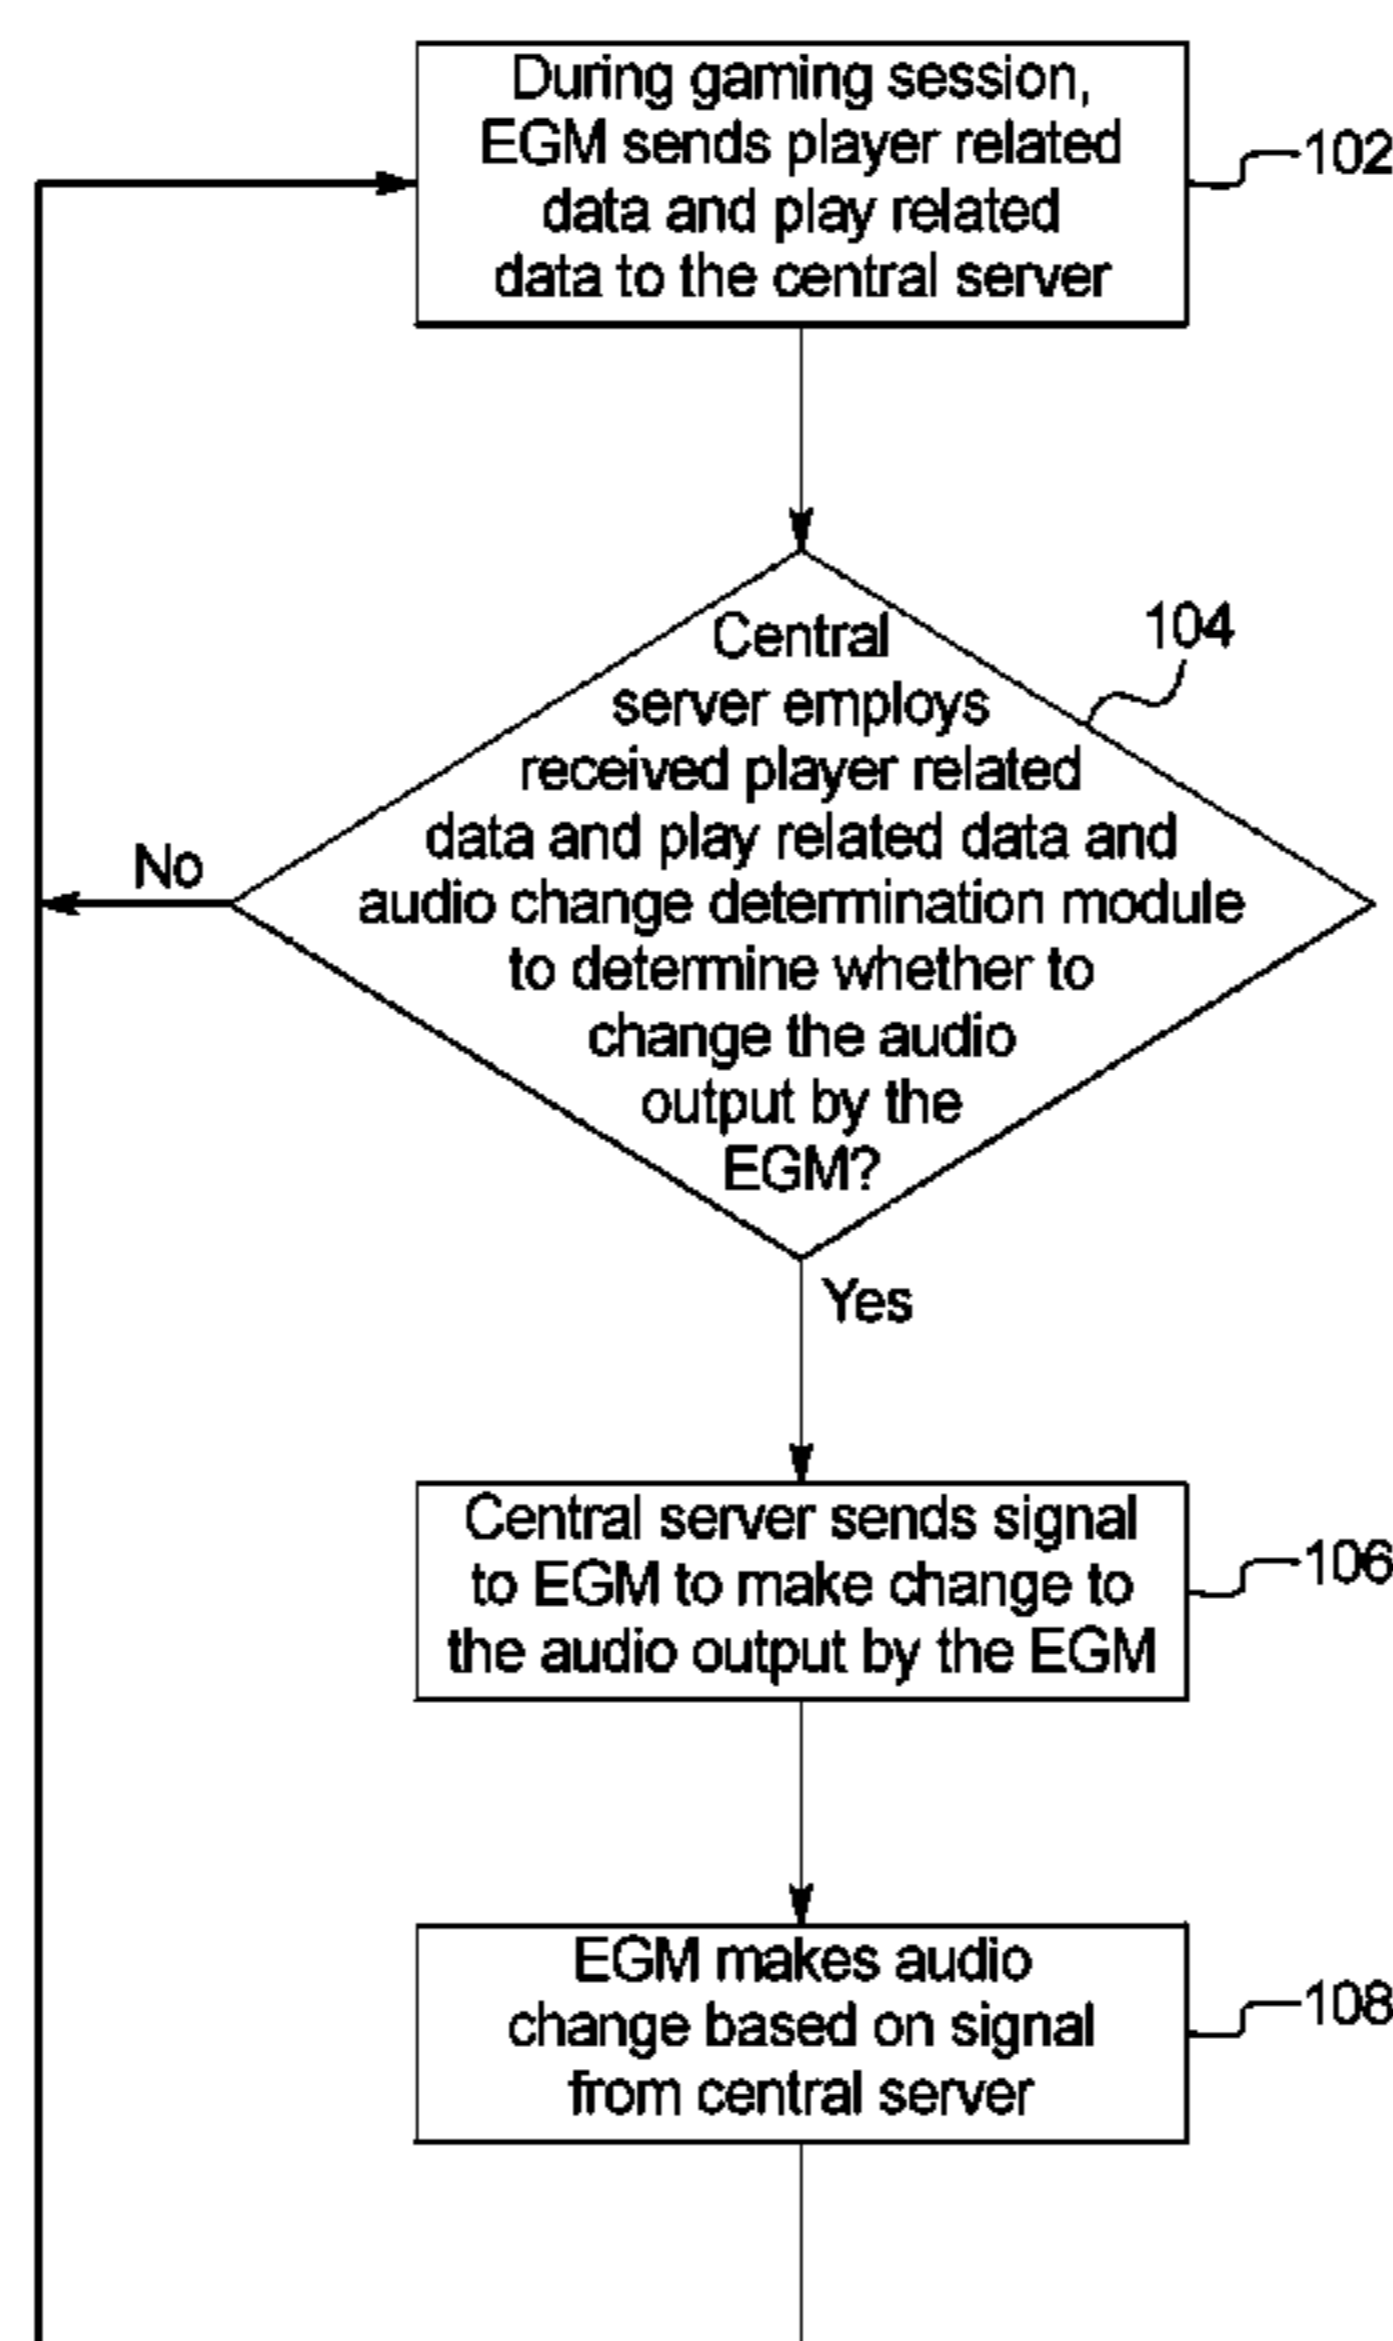 During gaming session,
EGM sends player related
data and play related
data to the central server
102
Central
server employs
received player related
data and play related data and
audio change determination module
to determine whether to
change the audio
output by the
EGM?
104
No
Yes
Central server sends signal
to EGM to make change to
the audio output by the EGM
106
EGM makes audio
change based on signal
from central server
108